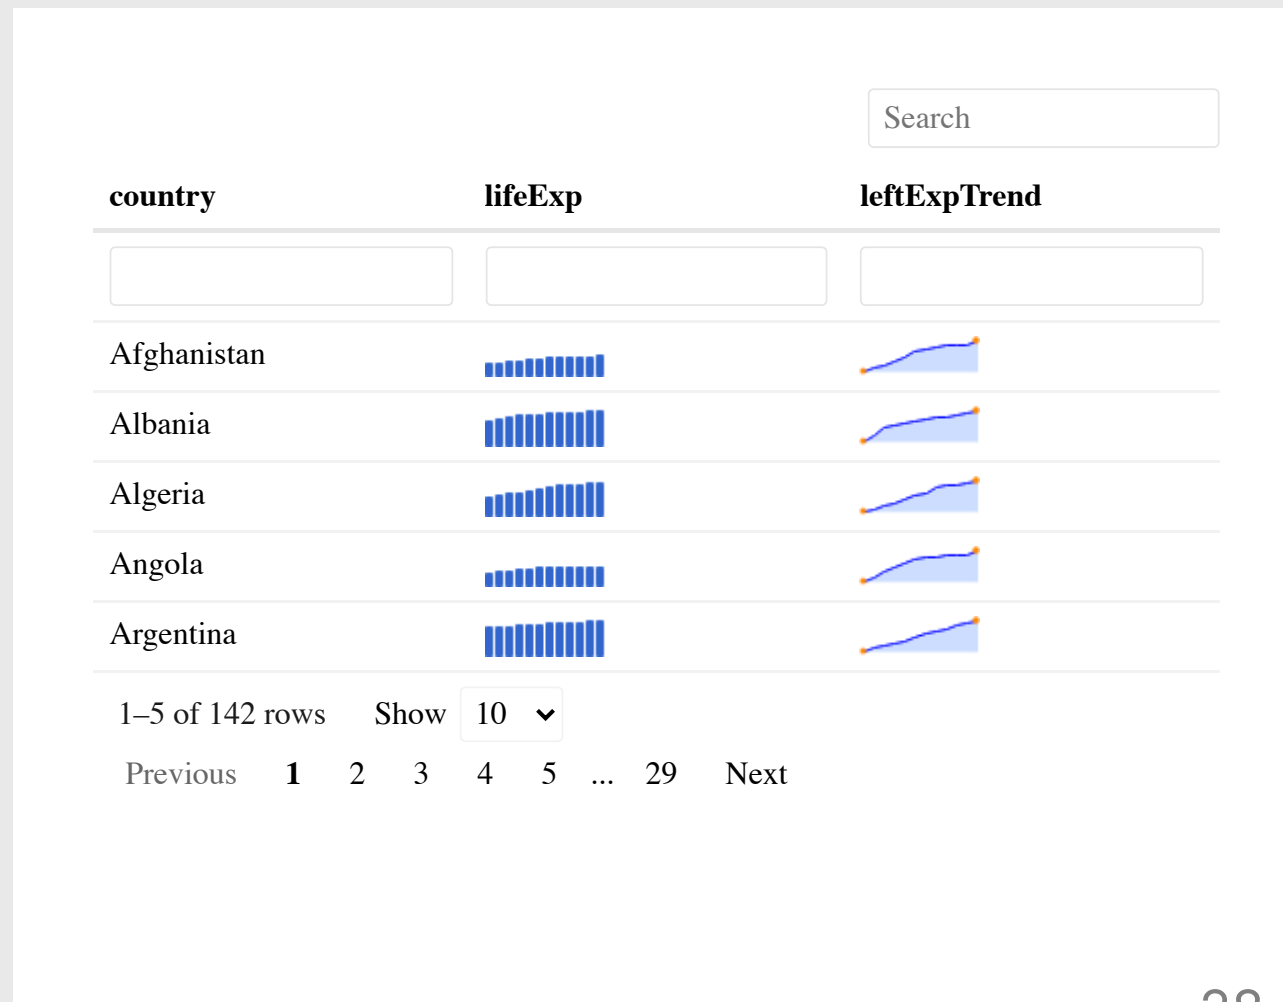 Search
country lifeExp leftExpTrend
Afghanistan
Albania
Algeria
Angola
Argentina
1–5 of 142 rows Show 10
Previous 1 2 3 4 5 ... 29 Next